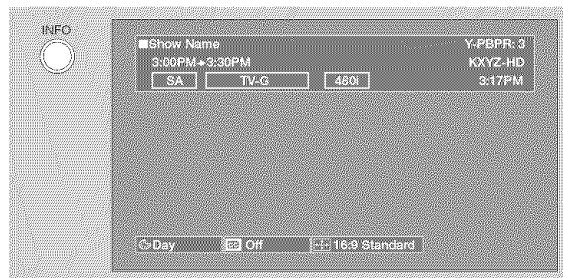 INFO
Show Name Y-PBPR: 3
3:00PM→3:30PM KXYZ-HD
SA TV-G 480i 3:17PM
Day CC Off 16:9 Standard